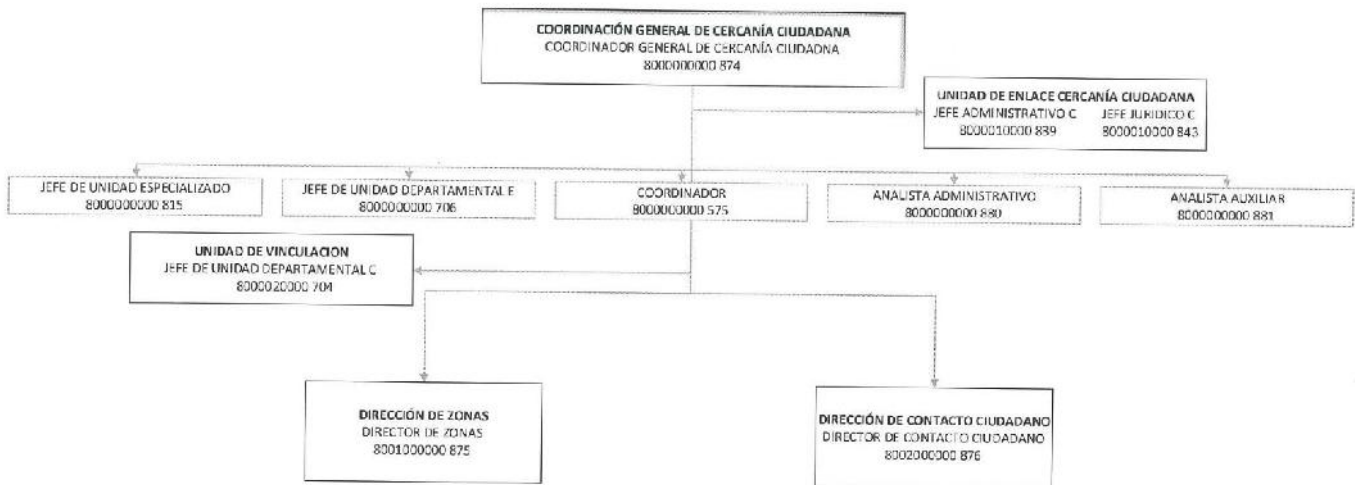 COORDINACIÓN GENERAL DE CERCANÍA CIUDADANA
COORDINADOR GENERAL DE CERCANÍA CIUDADNA
8000000000 874
UNIDAD DE ENLACE CERCANÍA CIUDADANA
JEFE ADMINISTRATIVO C JEFE JURIDICO C
8000010000 839 8000010000 843
JEFE DE UNIDAD ESPECIALIZADO
8000000000 815
JEFE DE UNIDAD DEPARTAMENTAL E
8000000000 706
COORDINADOR
8000000000 575
ANALISTA ADMINISTRATIVO
8000000000 880
ANALISTA AUXILIAR
8000000000 881
UNIDAD DE VINCULACION
JEFE DE UNIDAD DEPARTAMENTAL C
8000020000 704
DIRECCIÓN DE ZONAS
DIRECTOR DE ZONAS
8001000000 875
DIRECCIÓN DE CONTACTO CIUDADANO
DIRECTOR DE CONTACTO CIUDADANO
8002000000 876